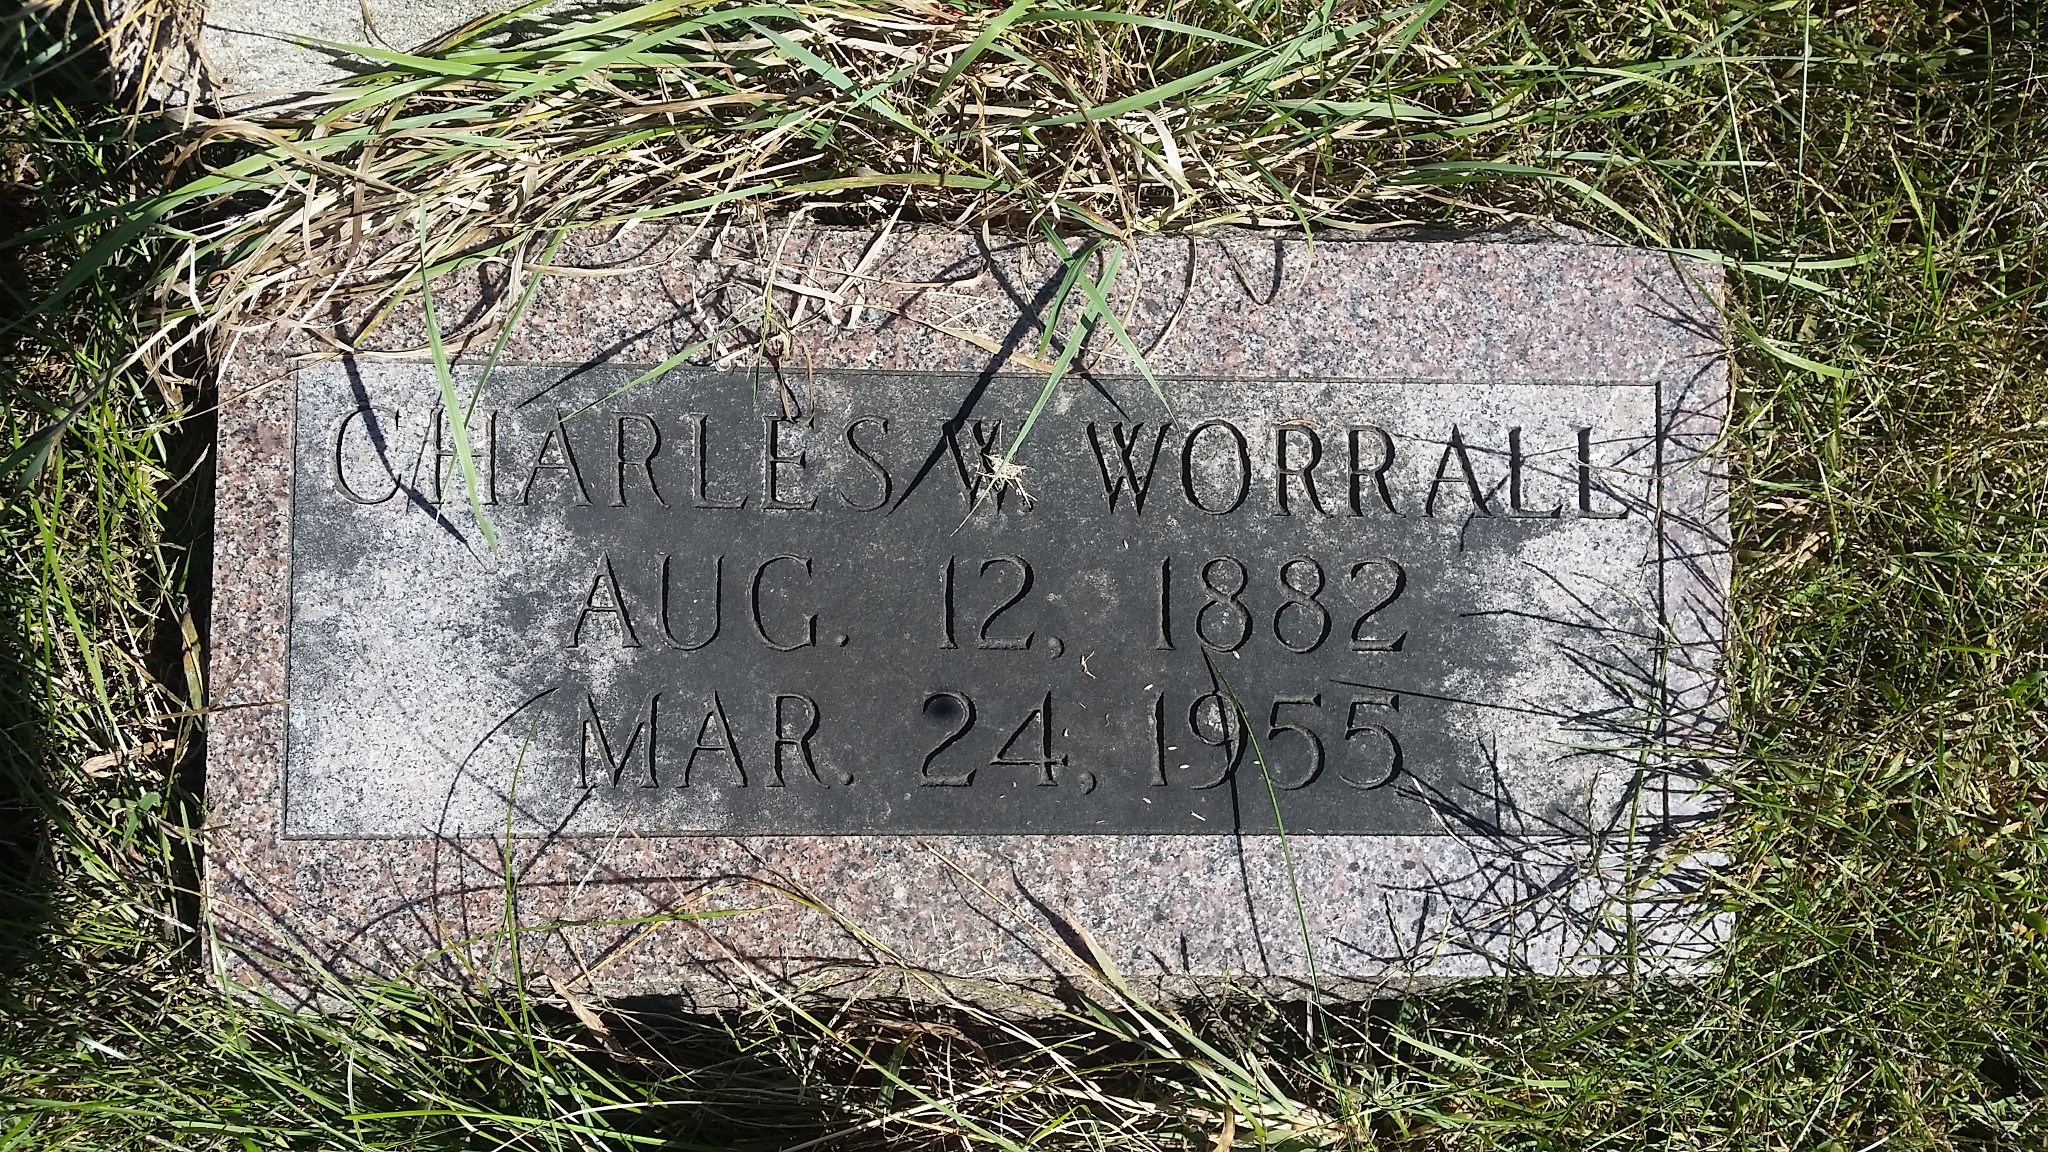 CHARLES W. WORRALL
AUG. 12, 1882
MAR. 24, 1955